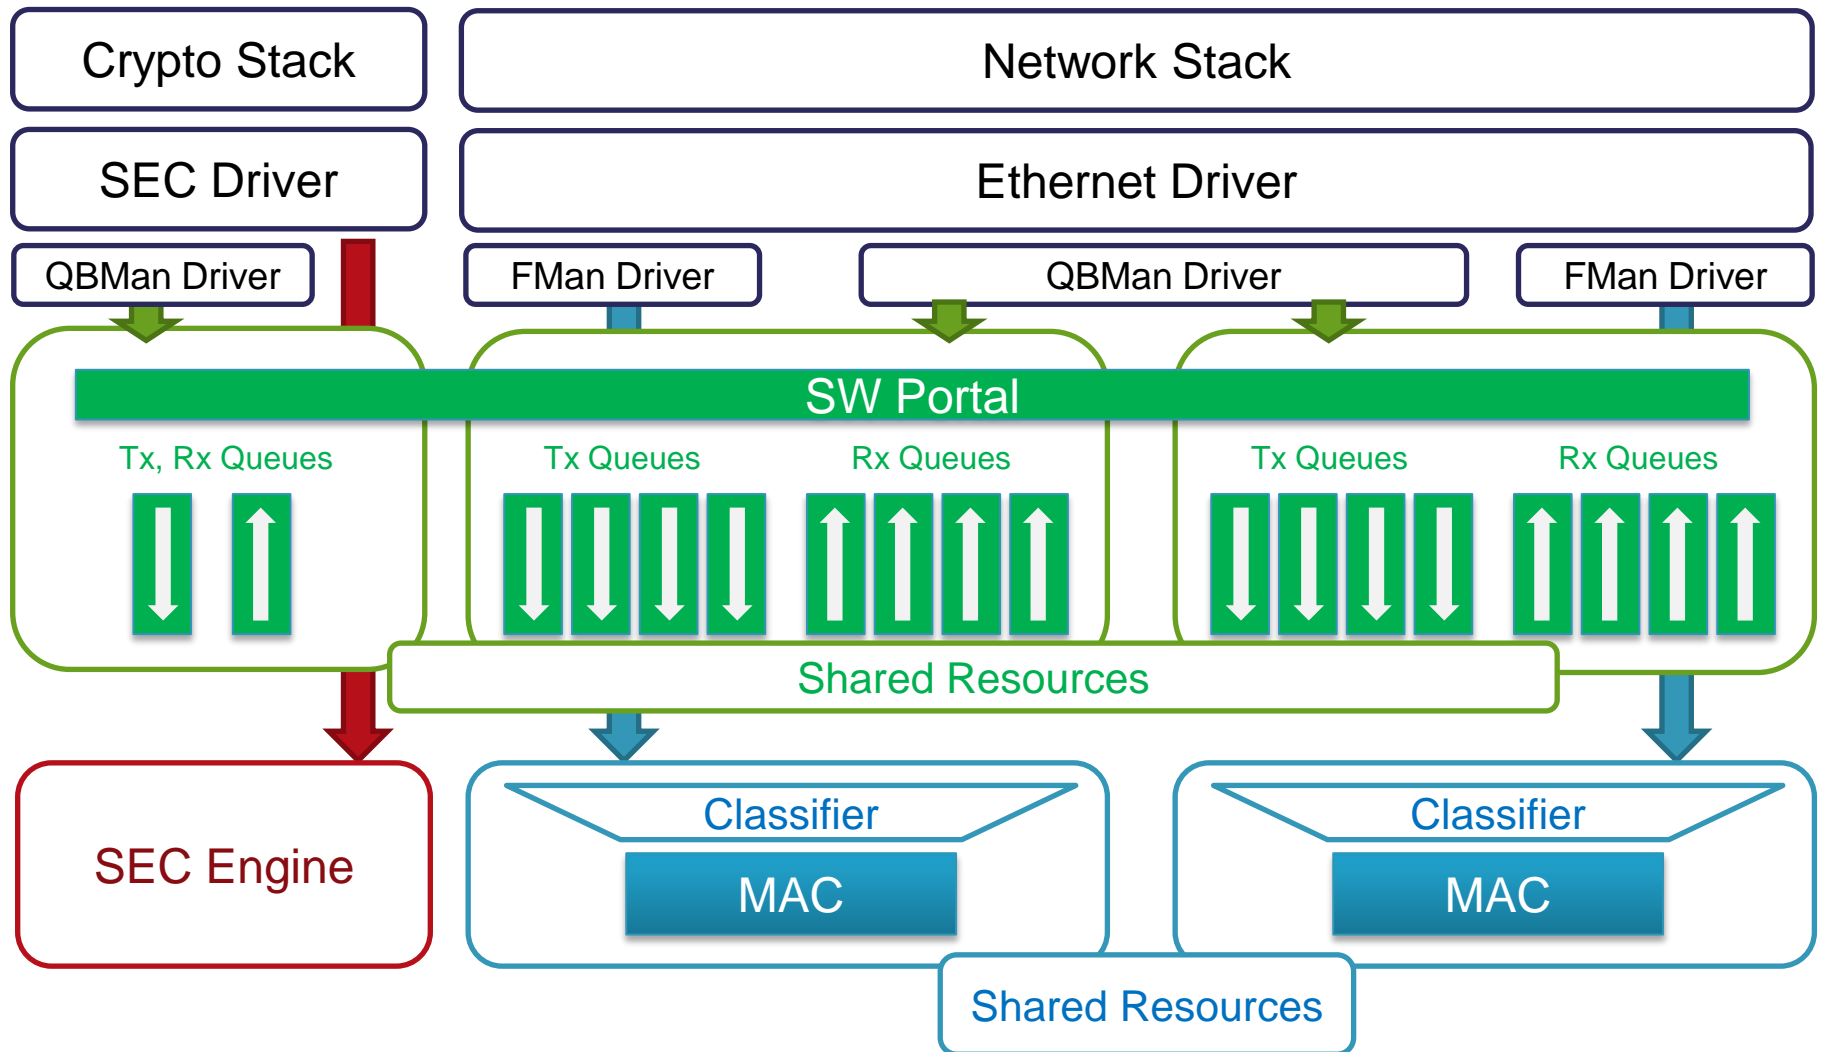 Crypto Stack
Network Stack
SEC Driver
Ethernet Driver
QBMan Driver
FMan Driver
QBMan Driver
FMan Driver
SW Portal
Tx, Rx Queues
Tx Queues
Rx Queues
Tx Queues
Rx Queues
Shared Resources
SEC Engine
Classifier
MAC
Classifier
MAC
Shared Resources